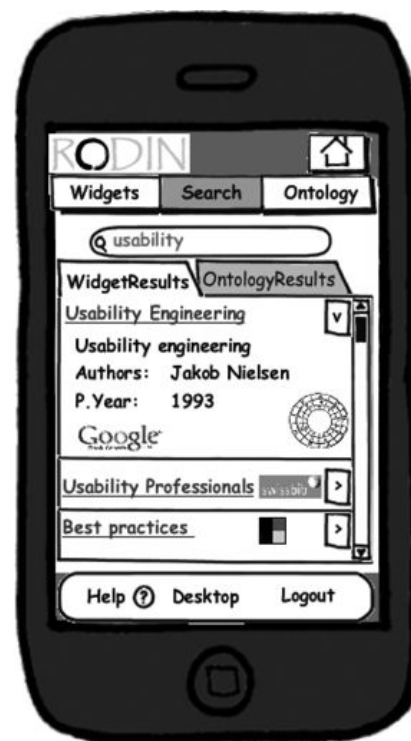 RODIN
Widgets Search Ontology
usability
WidgetResults OntologyResults
Usability Engineering
Usability engineering
Authors: Jakob Nielsen
P.Year: 1993
Google
Usability Professionals swissbib
Best practices
Help ? Desktop Logout